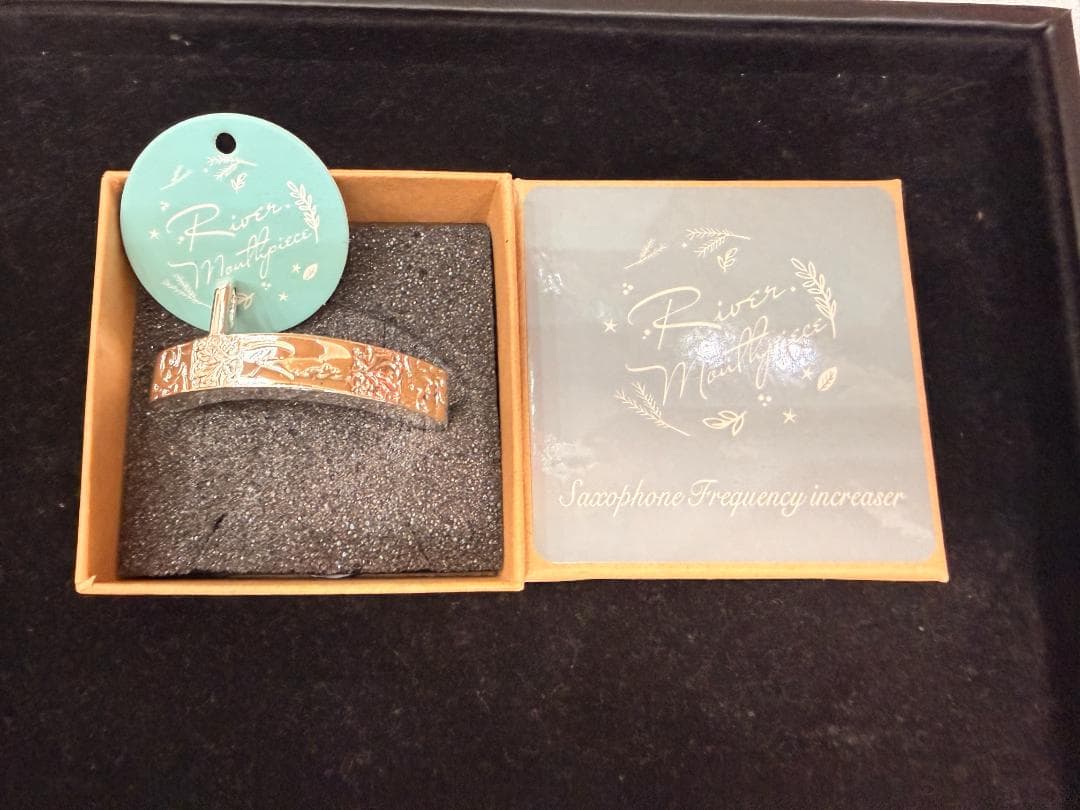 River
Mouthpiece
River
Mouthpiece
Saxophone Frequency increaser